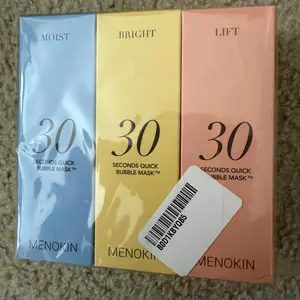 MOIST
30
SECONDS QUICK
BUBBLE MASK™
MENOKIN
BRIGHT
30
SECONDS QUICK
BUBBLE MASK™
MENOKIN
LIFT
30
SECONDS QUICK
BUBBLE MASK™
MENOKIN